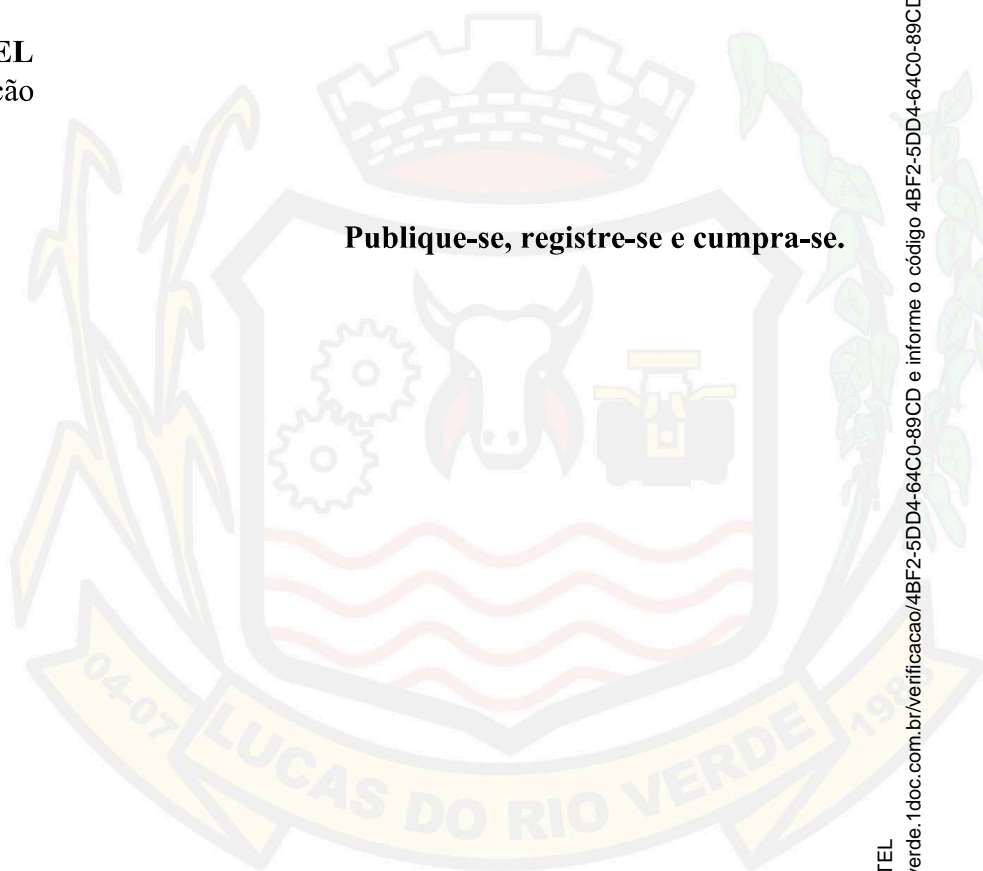 EL
ção
Publique-se, registre-se e cumpra-se.
04-07
LUCAS DO RIO VERDE
1988
TEL
verde.1doc.com.br/verificacao/4BF2-5DD4-64C0-89CD e informe o código 4BF2-5DD4-64C0-89CD